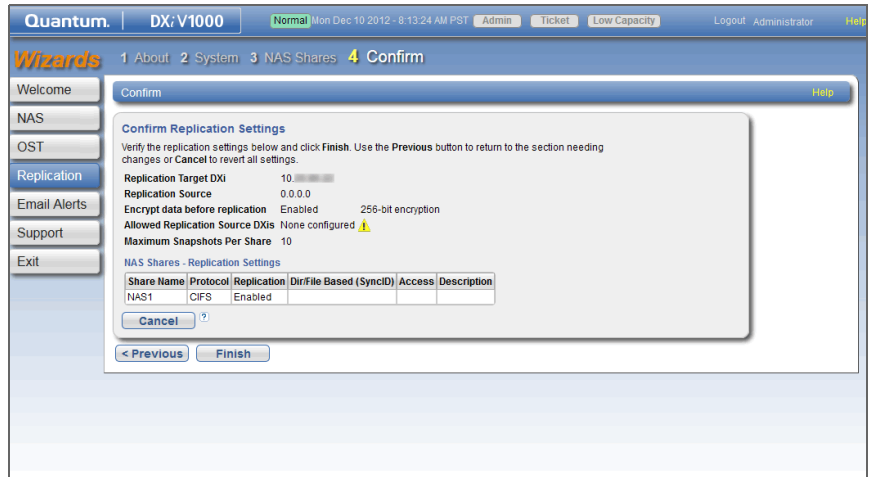 Quantum. DXi V1000 Normal Mon Dec 10 2012 - 8:13:24 AM PST Admin Ticket Low Capacity Logout Administrator Help
Wizards 1 About 2 System 3 NAS Shares 4 Confirm
Welcome
NAS
OST
Replication
Email Alerts
Support
Exit
Confirm Help
Confirm Replication Settings
Verify the replication settings below and click Finish. Use the Previous button to return to the section needing
changes or Cancel to revert all settings.
Replication Target DXi 10.
Replication Source 0.0.0.0
Encrypt data before replication Enabled 256-bit encryption
Allowed Replication Source DXis None configured
Maximum Snapshots Per Share 10
NAS Shares - Replication Settings
Share Name Protocol Replication Dir/File Based (SyncID) Access Description
NAS1 CIFS Enabled
Cancel ?
< Previous Finish